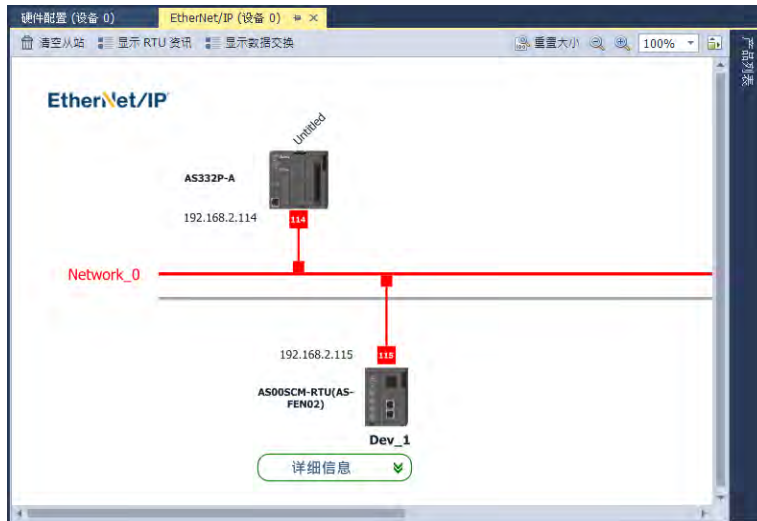 硬件配置 (设备 0) EtherNet/IP (设备 0)
清空从站 显示 RTU 资讯 显示数据交换 重置大小 100%
产品列表
EtherNet/IP
Untitled
AS332P-A
192.168.2.114 114
Network_0
192.168.2.115 115
AS00SCM-RTU(AS-
FEN02)
Dev_1
详细信息